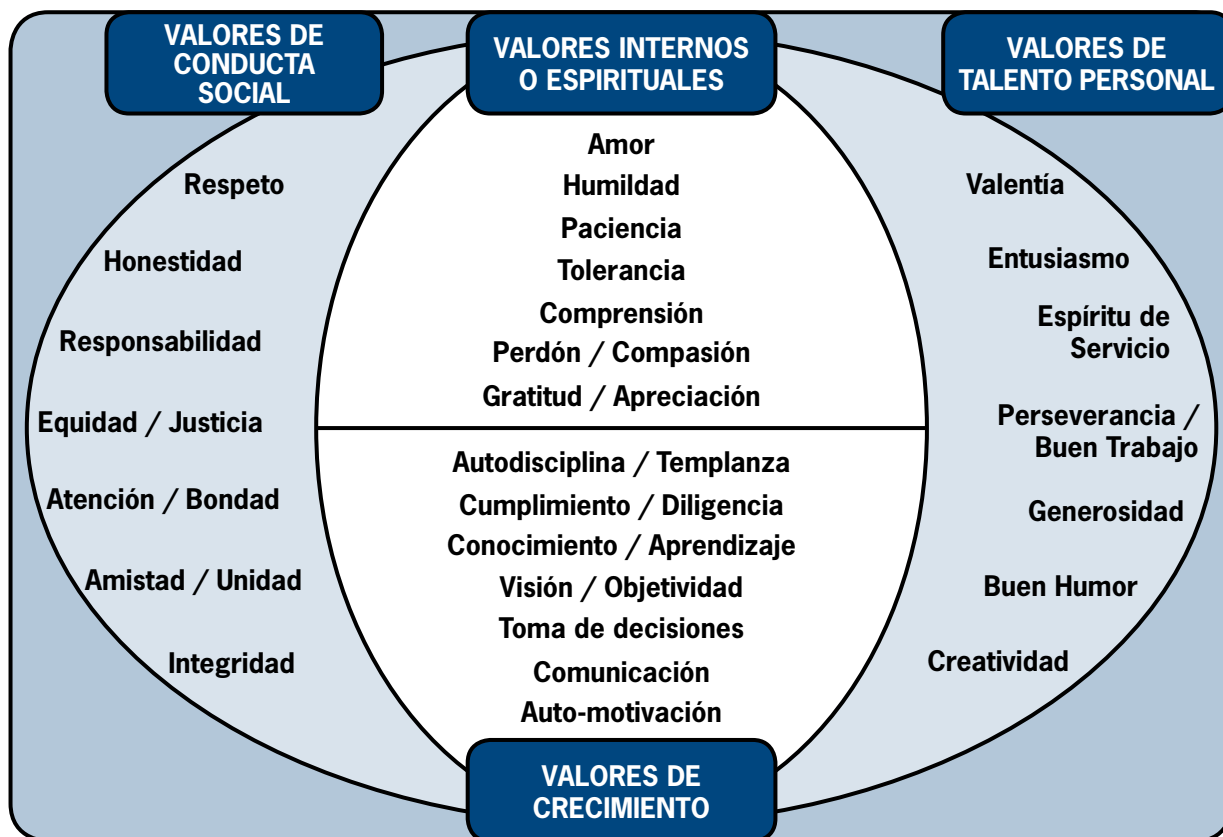 VALORES DE
CONDUCTA
SOCIAL
Respeto
Honestidad
Responsabilidad
Equidad / Justicia
Atención / Bondad
Amistad / Unidad
Integridad
VALORES INTERNOS
O ESPIRITUALES
Amor
Humildad
Paciencia
Tolerancia
Comprensión
Perdón / Compasión
Gratitud / Apreciación
Autodisciplina / Templanza
Cumplimiento / Diligencia
Conocimiento / Aprendizaje
Visión / Objetividad
Toma de decisiones
Comunicación
Auto-motivación
VALORES DE
CRECIMIENTO
VALORES DE
TALENTO PERSONAL
Valentía
Entusiasmo
Espíritu de
Servicio
Perseverancia /
Buen Trabajo
Generosidad
Buen Humor
Creatividad